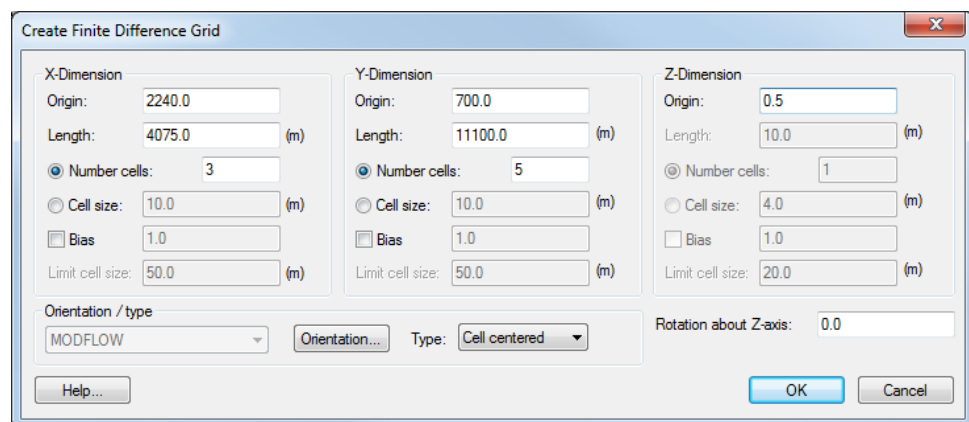 Create Finite Difference Grid
X-Dimension Y-Dimension Z-Dimension
Origin: 2240.0 Origin: 700.0 Origin: 0.5
Length: 4075.0 (m) Length: 11100.0 (m) Length: 10.0 (m)
Number cells: 3 Number cells: 5 Number cells: 1
Cell size: 10.0 (m) Cell size: 10.0 (m) Cell size: 4.0 (m)
Bias 1.0 Bias 1.0 Bias 1.0
Limit cell size: 50.0 (m) Limit cell size: 50.0 (m) Limit cell size: 20.0 (m)
Orientation / type
MODFLOW Orientation... Type: Cell centered Rotation about Z-axis: 0.0
Help... OK Cancel